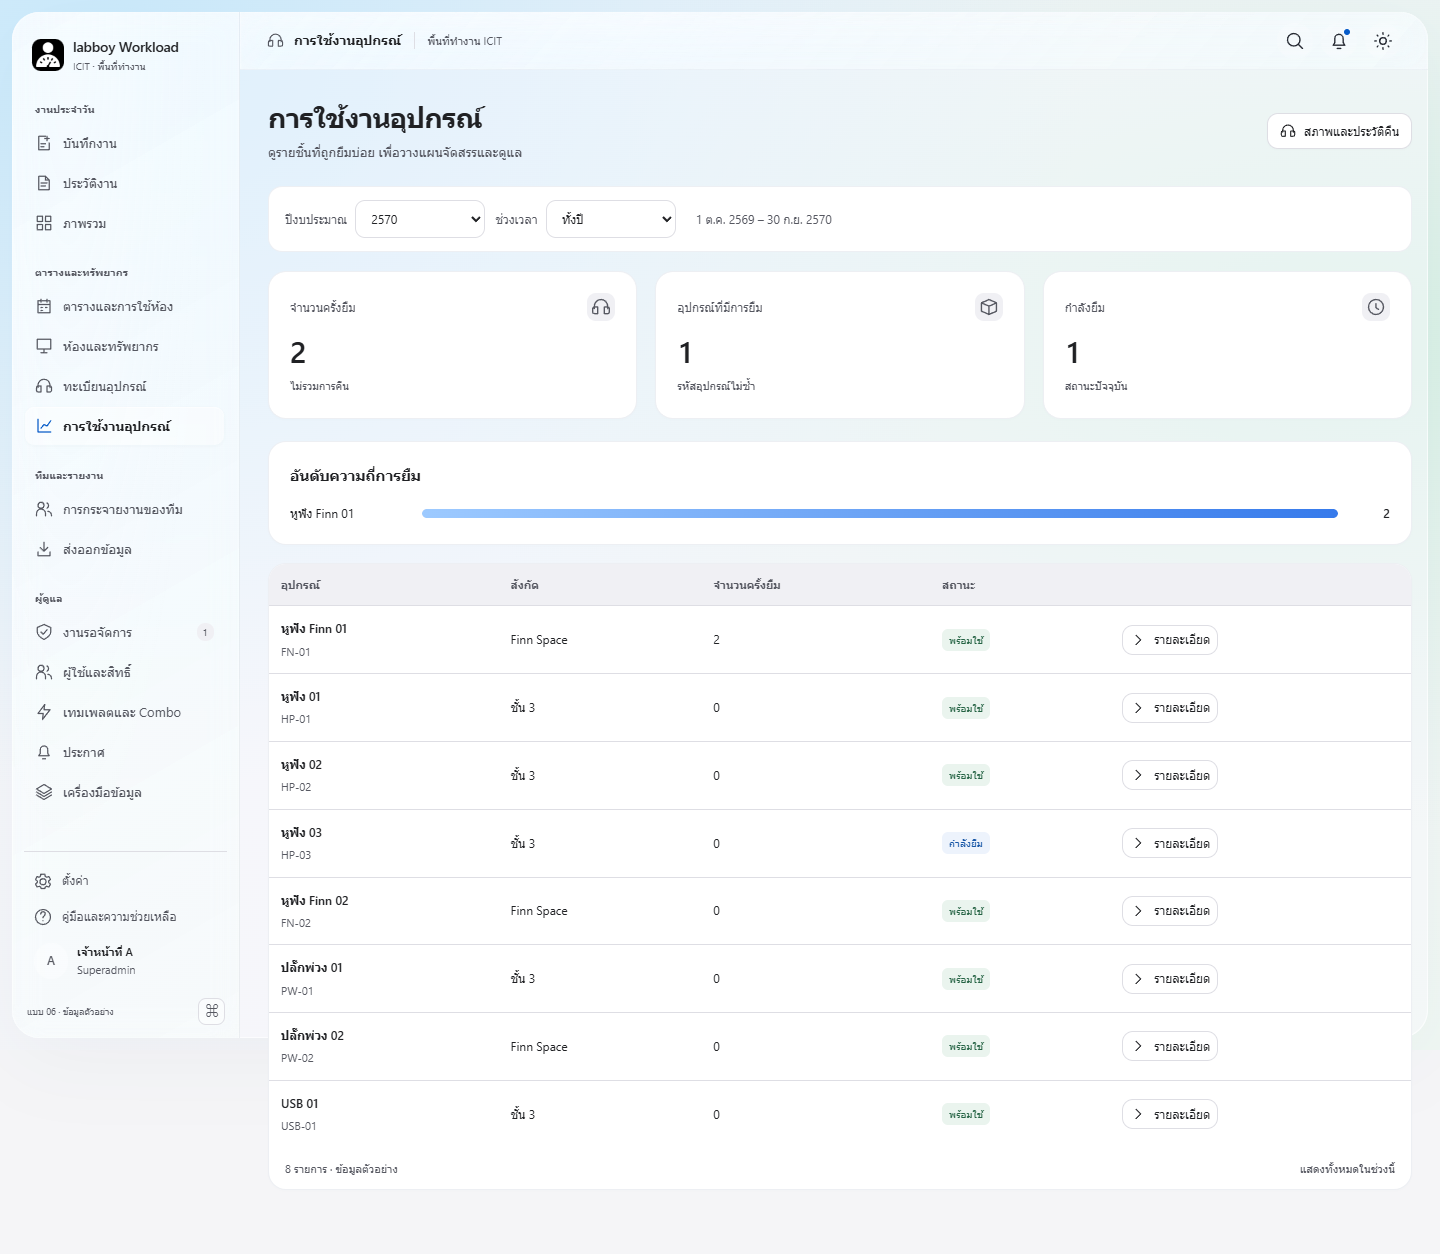 labboy Workload
ICIT · พื้นที่ทำงาน
งานประจำวัน
บันทึกงาน
ประวัติงาน
ภาพรวม
ตารางและทรัพยากร
ตารางและการใช้ห้อง
ห้องและทรัพยากร
ทะเบียนอุปกรณ์
การใช้งานอุปกรณ์
ทีมและรายงาน
การกระจายงานของทีม
ส่งออกข้อมูล
ผู้ดูแล
งานรอจัดการ 1
ผู้ใช้และสิทธิ์
เทมเพลตและ Combo
ประกาศ
เครื่องมือข้อมูล
ตั้งค่า
คู่มือและความช่วยเหลือ
A
เจ้าหน้าที่ A
Superadmin
แบบ 06 · ข้อมูลตัวอย่าง
⌘
การใช้งานอุปกรณ์ พื้นที่ทำงาน ICIT
การใช้งานอุปกรณ์
ดูรายชิ้นที่ถูกยืมบ่อย เพื่อวางแผนจัดสรรและดูแล
สภาพและประวัติคืน
ปีงบประมาณ 2570 ช่วงเวลา ทั้งปี 1 ต.ค. 2569 – 30 ก.ย. 2570
จำนวนครั้งยืม
2
ไม่รวมการคืน
อุปกรณ์ที่มีการยืม
1
รหัสอุปกรณ์ไม่ซ้ำ
กำลังยืม
1
สถานะปัจจุบัน
อันดับความถี่การยืม
หูฟัง Finn 01 2
อุปกรณ์ สังกัด จำนวนครั้งยืม สถานะ
หูฟัง Finn 01
FN-01
Finn Space 2 พร้อมใช้ รายละเอียด
หูฟัง 01
HP-01
ชั้น 3 0 พร้อมใช้ รายละเอียด
หูฟัง 02
HP-02
ชั้น 3 0 พร้อมใช้ รายละเอียด
หูฟัง 03
HP-03
ชั้น 3 0 กำลังยืม รายละเอียด
หูฟัง Finn 02
FN-02
Finn Space 0 พร้อมใช้ รายละเอียด
ปลั๊กพ่วง 01
PW-01
ชั้น 3 0 พร้อมใช้ รายละเอียด
ปลั๊กพ่วง 02
PW-02
Finn Space 0 พร้อมใช้ รายละเอียด
USB 01
USB-01
ชั้น 3 0 พร้อมใช้ รายละเอียด
8 รายการ · ข้อมูลตัวอย่าง
แสดงทั้งหมดในช่วงนี้